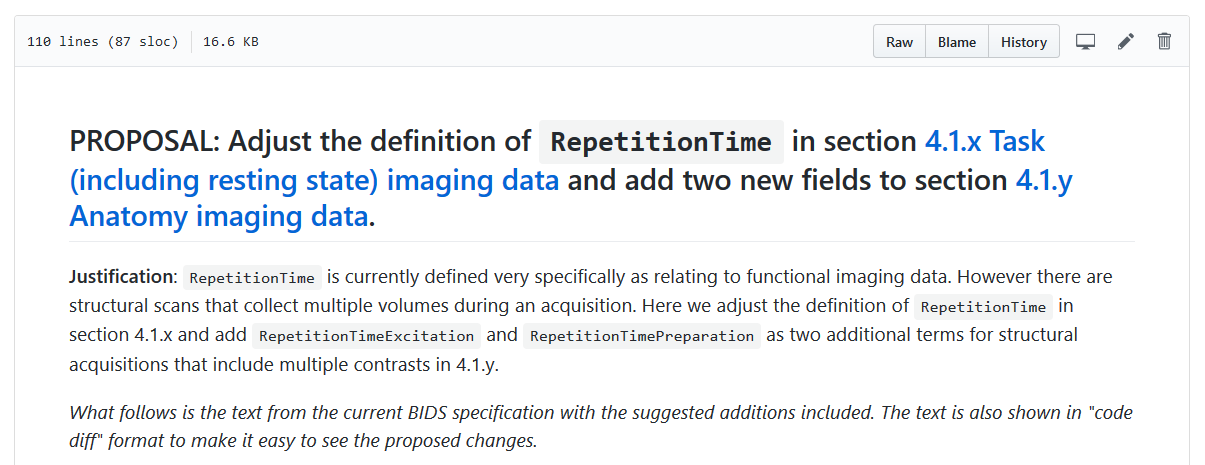 110 lines (87 sloc) 16.6 KB Raw Blame History
PROPOSAL: Adjust the definition of RepetitionTime in section 4.1.x Task
(including resting state) imaging data and add two new fields to section 4.1.y
Anatomy imaging data.
Justification: RepetitionTime is currently defined very specifically as relating to functional imaging data. However there are
structural scans that collect multiple volumes during an acquisition. Here we adjust the definition of RepetitionTime in
section 4.1.x and add RepetitionTimeExcitation and RepetitionTimePreparation as two additional terms for structural
acquisitions that include multiple contrasts in 4.1.y.
What follows is the text from the current BIDS specification with the suggested additions included. The text is also shown in "code
diff" format to make it easy to see the proposed changes.